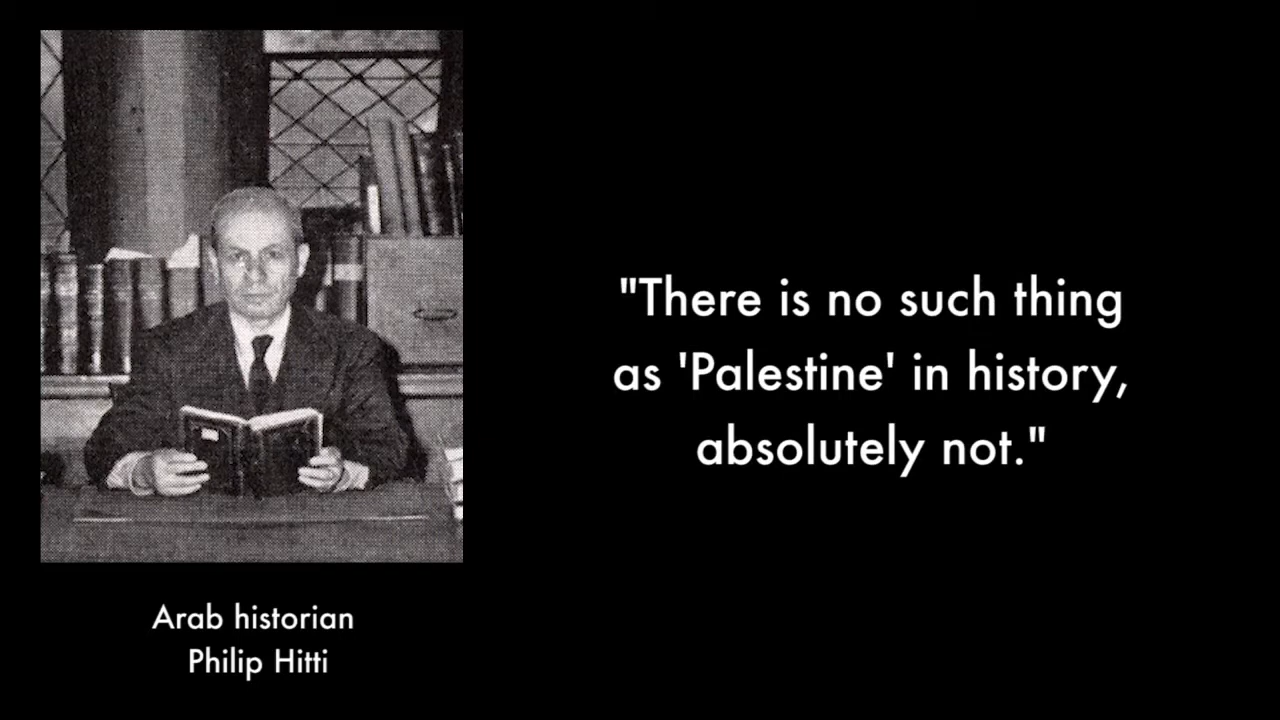 "There is no such thing
as 'Palestine' in history,
absolutely not."
Arab historian
Philip Hitti